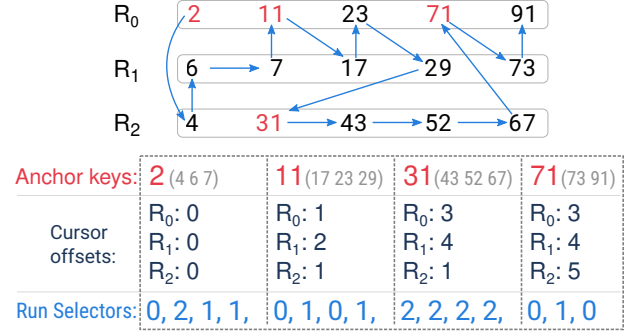 R0 2 11 23 71 91
R1 6 7 17 29 73
R2 4 31 43 52 67
Anchor keys: 2 (4 6 7) 11 (17 23 29) 31 (43 52 67) 71 (73 91)
Cursor offsets:
R0: 0 R0: 1 R0: 3 R0: 3
R1: 0 R1: 2 R1: 4 R1: 4
R2: 0 R2: 1 R2: 1 R2: 5
Run Selectors: 0, 2, 1, 1, 0, 1, 0, 1, 2, 2, 2, 2, 0, 1, 0